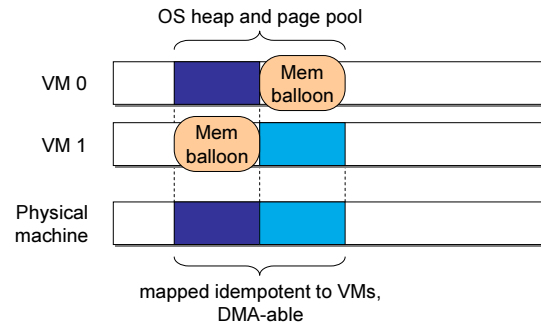 OS heap and page pool
VM 0
Mem
balloon
VM 1
Mem
balloon
Physical
machine
mapped idempotent to VMs,
DMA-able